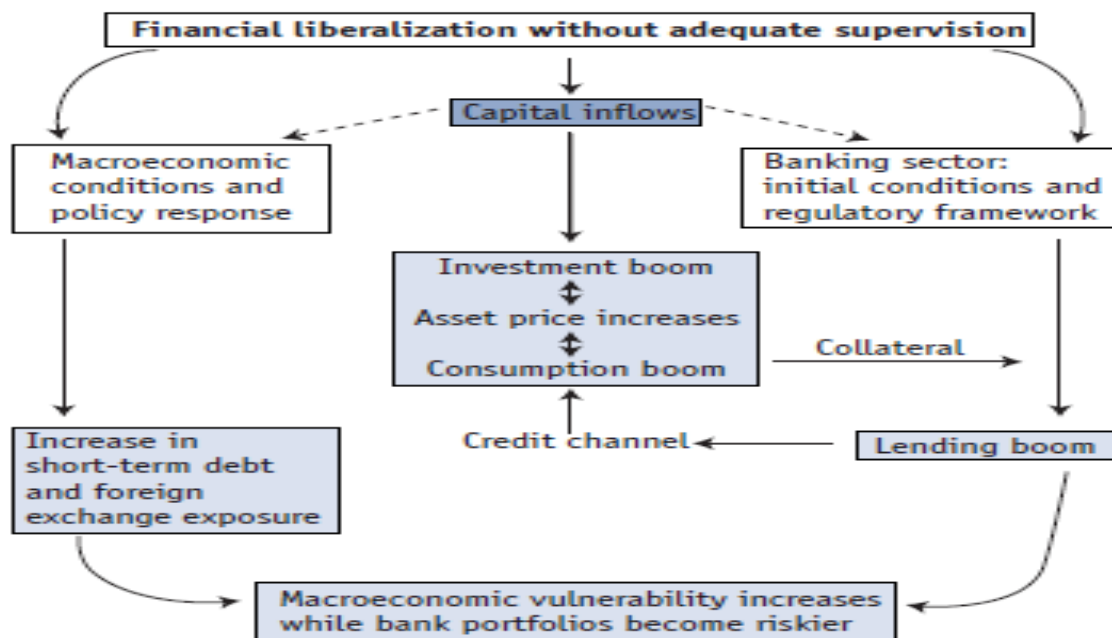 Financial liberalization without adequate supervision
Capital inflows
Macroeconomic
conditions and
policy response
Banking sector:
initial conditions and
regulatory framework
Investment boom
Asset price increases
Consumption boom
Collateral
Credit channel
Lending boom
Increase in
short-term debt
and foreign
exchange exposure
Macroeconomic vulnerability increases
while bank portfolios become riskier